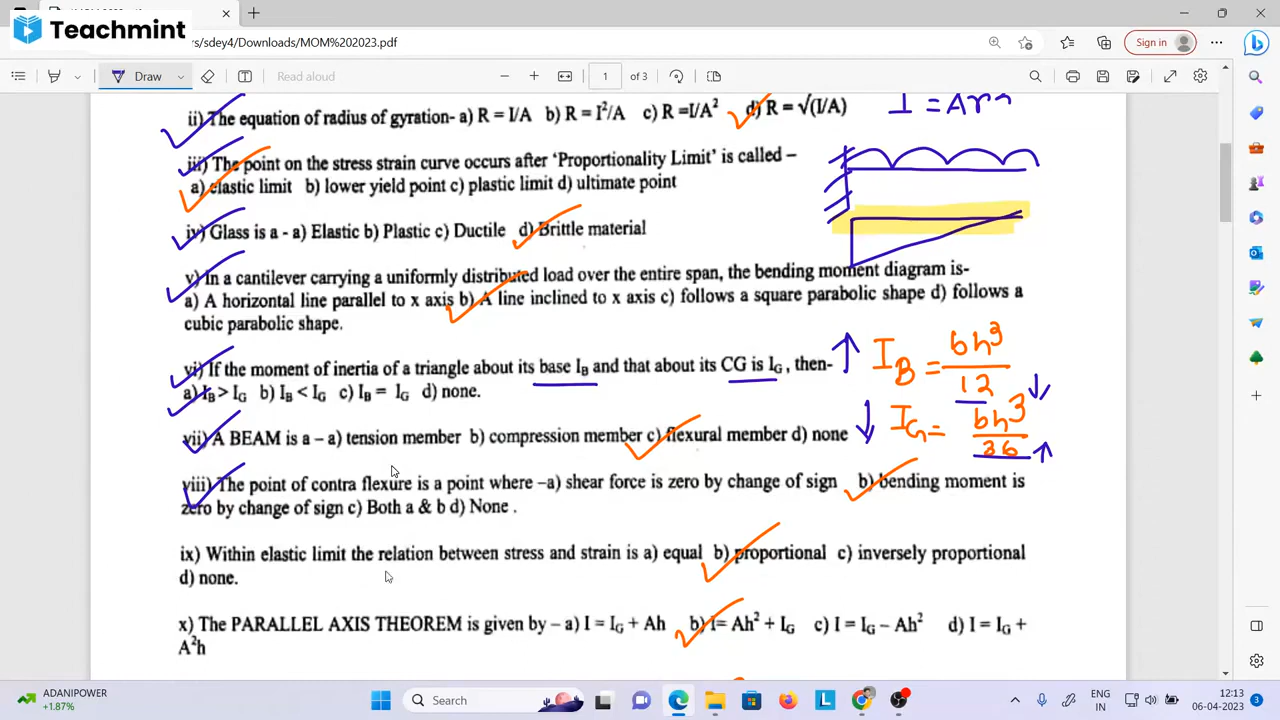 Teachmint
rs/sdey4/Downloads/MOM%202023.pdf
Sign in
Draw
Read aloud
1
of 3
ii) The equation of radius of gyration- a) R = I/A b) R = I²/A c) R =I/A² d) R = √(I/A)
I = Ar²
iii) The point on the stress strain curve occurs after 'Proportionality Limit' is called –
a) elastic limit b) lower yield point c) plastic limit d) ultimate point
iv) Glass is a - a) Elastic b) Plastic c) Ductile d) Brittle material
v) In a cantilever carrying a uniformly distributed load over the entire span, the bending moment diagram is-
a) A horizontal line parallel to x axis b) A line inclined to x axis c) follows a square parabolic shape d) follows a
cubic parabolic shape.
vi) If the moment of inertia of a triangle about its base I_B and that about its CG is I_G, then-
a) I_B > I_G b) I_B < I_G c) I_B = I_G d) none.
I_B = bh³/12
I_G = bh³/36
vii) A BEAM is a – a) tension member b) compression member c) flexural member d) none
viii) The point of contra flexure is a point where –a) shear force is zero by change of sign b) bending moment is
zero by change of sign c) Both a & b d) None .
ix) Within elastic limit the relation between stress and strain is a) equal b) proportional c) inversely proportional
d) none.
x) The PARALLEL AXIS THEOREM is given by – a) I = I_G + Ah b) I= Ah² + I_G c) I = I_G – Ah² d) I = I_G +
A²h
ADANIPOWER
+1.87%
Search
ENG
IN
12:13
06-04-2023
3